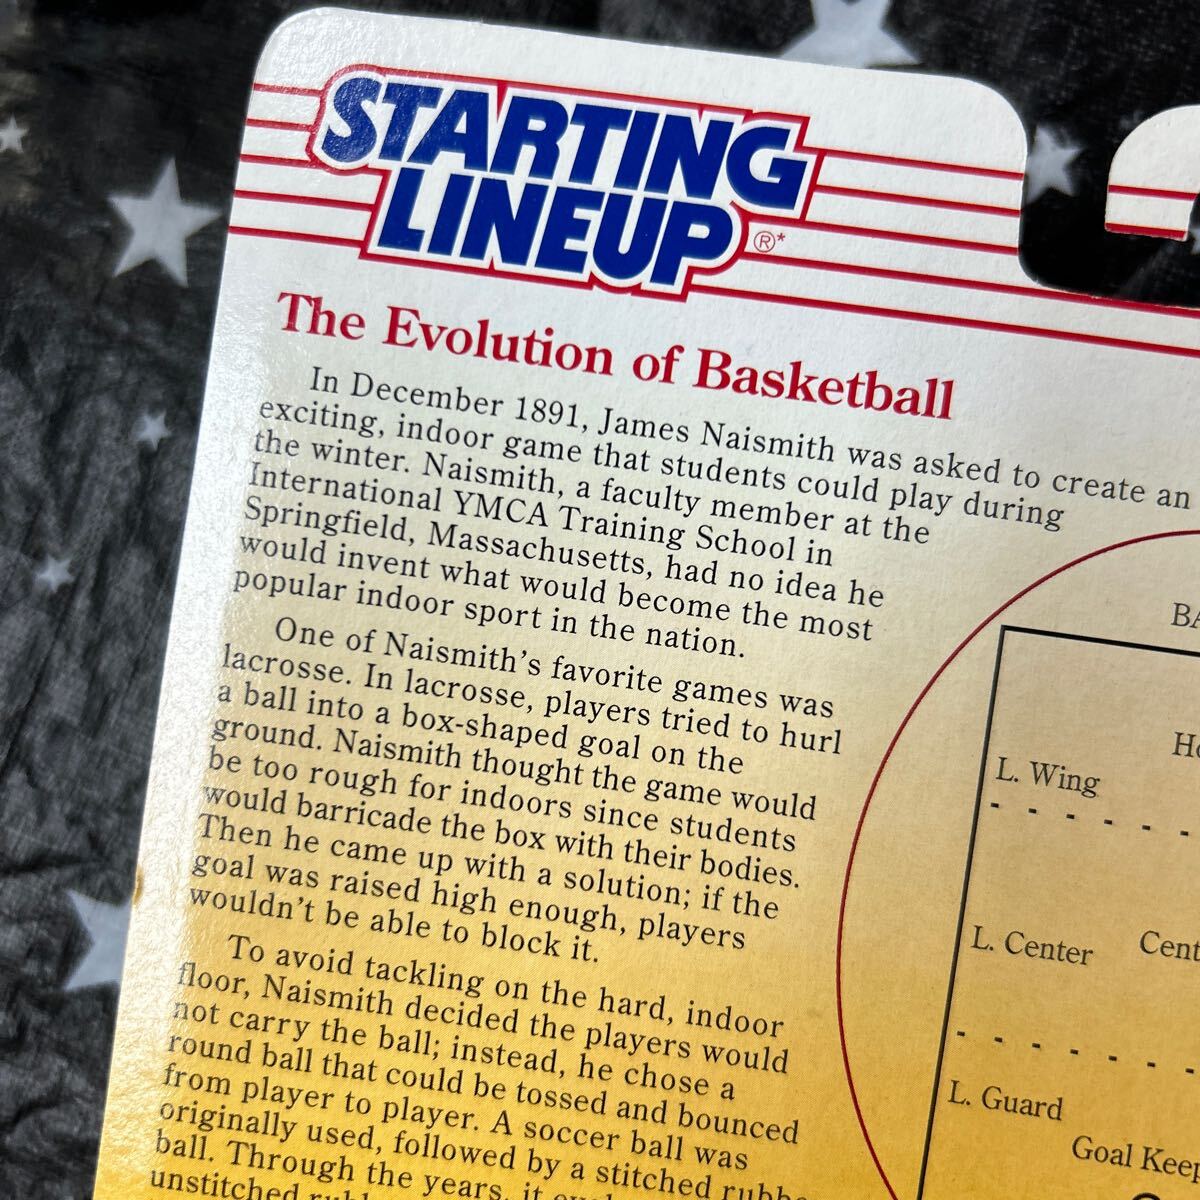 STARTING
LINEUP®*
The Evolution of Basketball
In December 1891, James Naismith was asked to create an
exciting, indoor game that students could play during
the winter. Naismith, a faculty member at the
International YMCA Training School in
Springfield, Massachusetts, had no idea he
would invent what would become the most
popular indoor sport in the nation.
One of Naismith's favorite games was
lacrosse. In lacrosse, players tried to hurl
a ball into a box-shaped goal on the
ground. Naismith thought the game would
be too rough for indoors since students
would barricade the box with their bodies.
Then he came up with a solution; if the
goal was raised high enough, players
wouldn't be able to block it.
To avoid tackling on the hard, indoor
floor, Naismith decided the players would
not carry the ball; instead, he chose a
round ball that could be tossed and bounced
from player to player. A soccer ball was
originally used, followed by a stitched
ball. Through the years, it
unstitched
L. Wing
L. Center
L. Guard
Goal